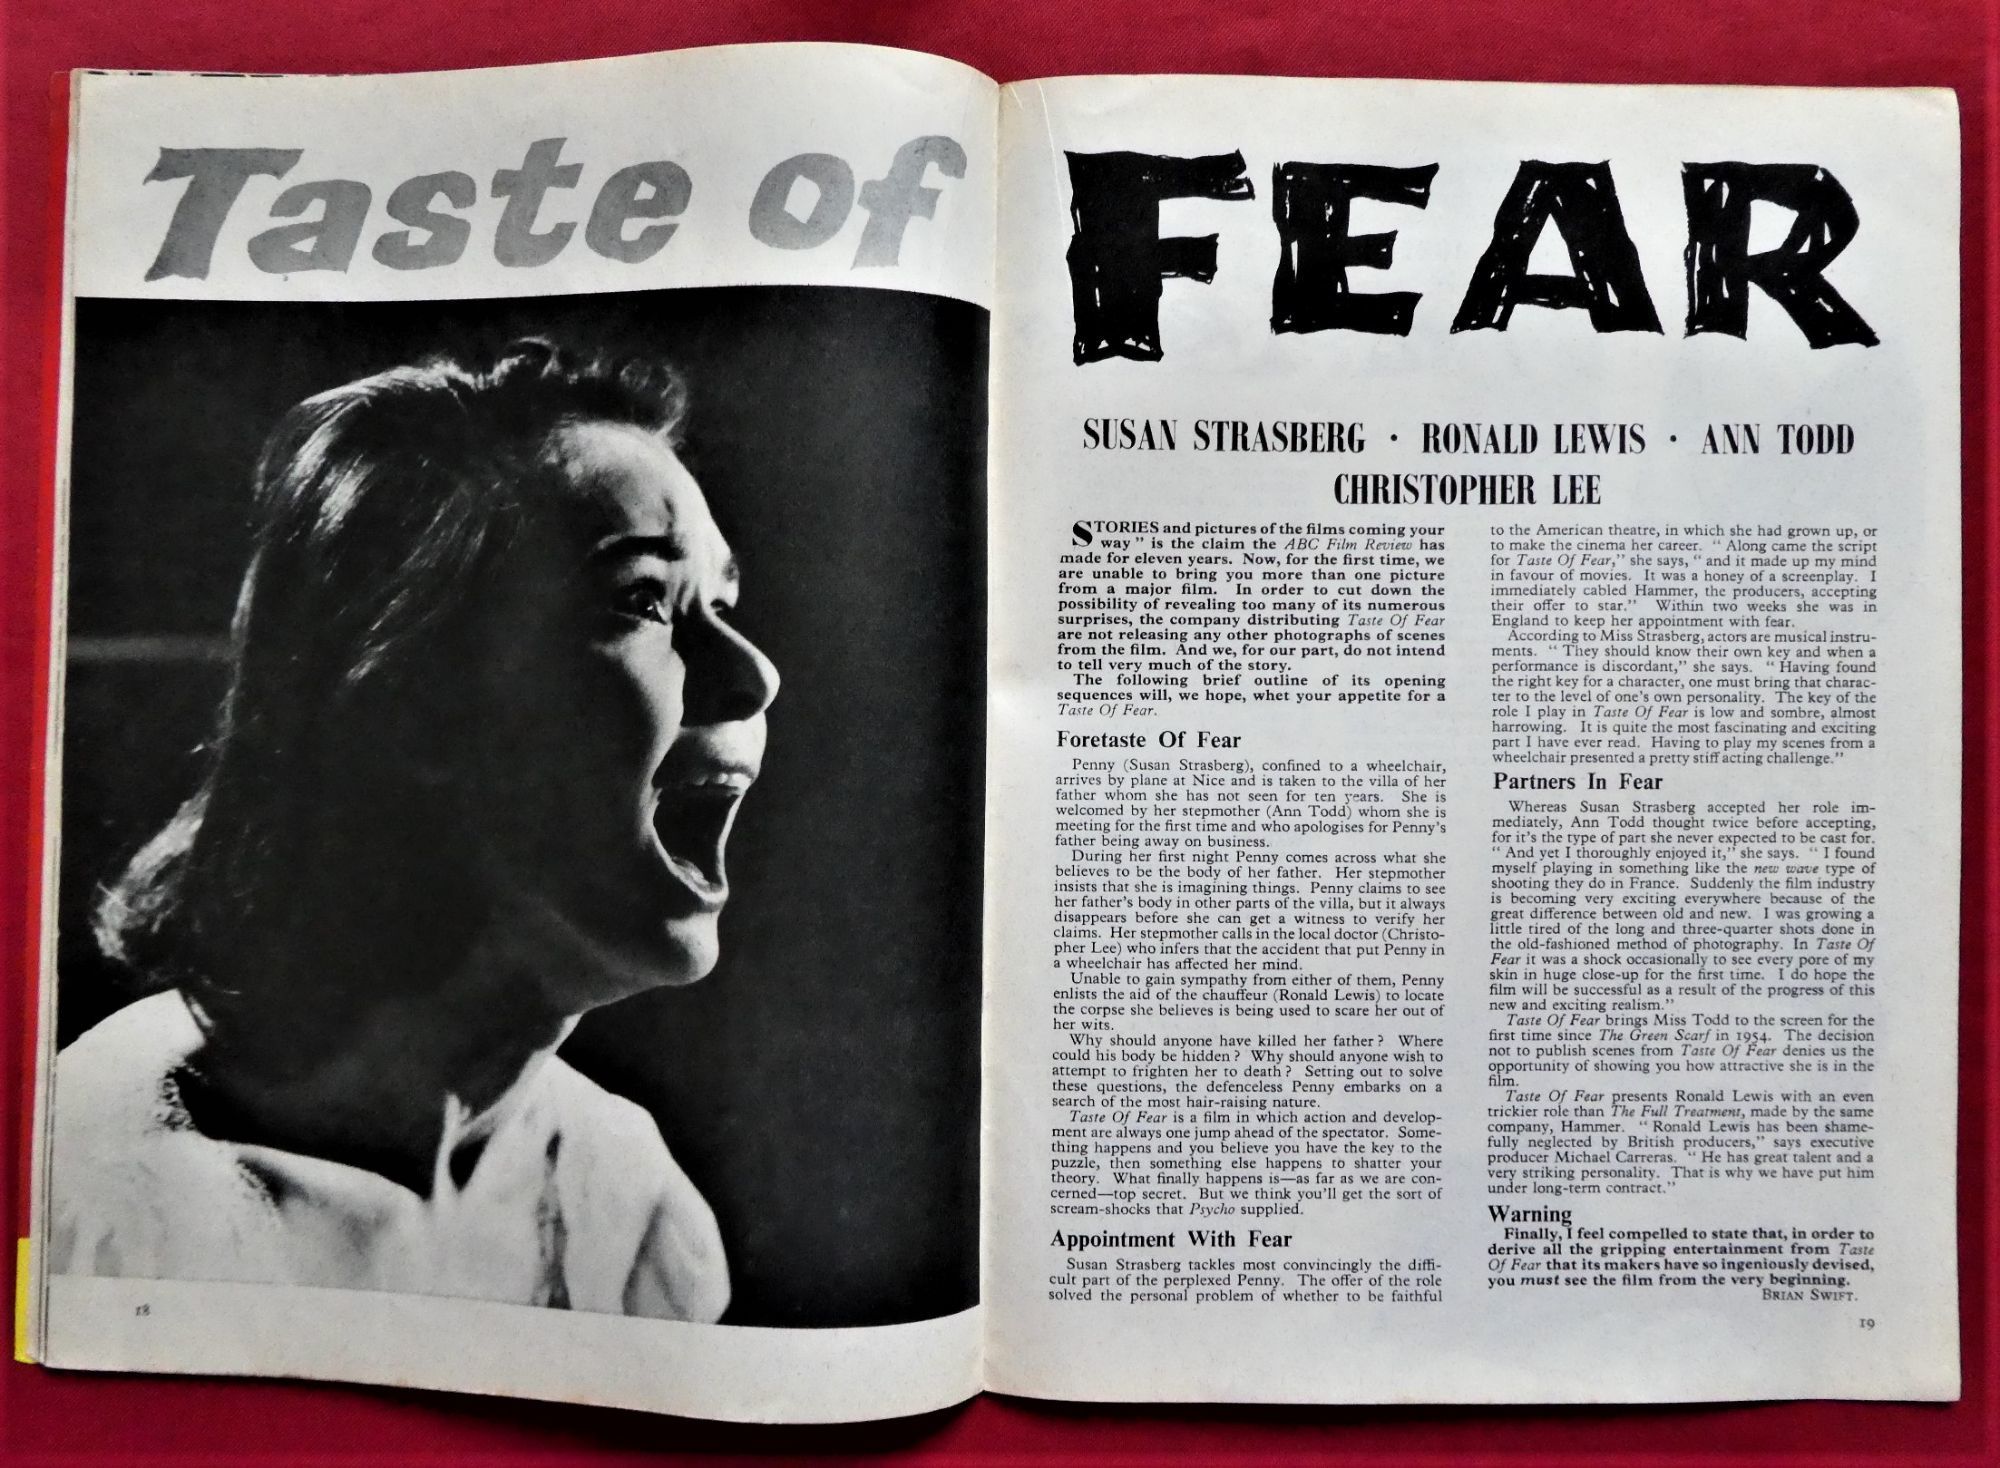 Taste of
18
FEAR
SUSAN STRASBERG · RONALD LEWIS · ANN TODD
CHRISTOPHER LEE
STORIES and pictures of the films coming your
way" is the claim the ABC Film Review has
made for eleven years. Now, for the first time, we
are unable to bring you more than one picture
from a major film. In order to cut down the
possibility of revealing too many of its numerous
surprises, the company distributing Taste Of Fear
are not releasing any other photographs of scenes
from the film. And we, for our part, do not intend
to tell very much of the story.
The following brief outline of its opening
sequences will, we hope, whet your appetite for a
Taste Of Fear.
Foretaste Of Fear
Penny (Susan Strasberg), confined to a wheelchair,
arrives by plane at Nice and is taken to the villa of her
father whom she has not seen for ten years. She is
welcomed by her stepmother (Ann Todd) whom she is
meeting for the first time and who apologises for Penny's
father being away on business.
During her first night Penny comes across what she
believes to be the body of her father. Her stepmother
insists that she is imagining things. Penny claims to see
her father's body in other parts of the villa, but it always
disappears before she can get a witness to verify her
claims. Her stepmother calls in the local doctor (Christo-
pher Lee) who infers that the accident that put Penny in
a wheelchair has affected her mind.
Unable to gain sympathy from either of them, Penny
enlists the aid of the chauffeur (Ronald Lewis) to locate
the corpse she believes is being used to scare her out of
her wits.
Why should anyone have killed her father? Where
could his body be hidden? Why should anyone wish to
attempt to frighten her to death? Setting out to solve
these questions, the defenceless Penny embarks on a
search of the most hair-raising nature.
Taste Of Fear is a film in which action and develop-
ment are always one jump ahead of the spectator. Some-
thing happens and you believe you have the key to the
puzzle, then something else happens to shatter your
theory. What finally happens is—as far as we are con-
cerned—top secret. But we think you'll get the sort of
scream-shocks that Psycho supplied.
Appointment With Fear
Susan Strasberg tackles most convincingly the diffi-
cult part of the perplexed Penny. The offer of the role
solved the personal problem of whether to be faithful
to the American theatre, in which she had grown up, or
to make the cinema her career. "Along came the script
for Taste Of Fear," she says, "and it made up my mind
in favour of movies. It was a honey of a screenplay. I
immediately cabled Hammer, the producers, accepting
their offer to star." Within two weeks she was in
England to keep her appointment with fear.
According to Miss Strasberg, actors are musical instru-
ments. "They should know their own key and when a
performance is discordant," she says. "Having found
the right key for a character, one must bring that charac-
ter to the level of one's own personality. The key of the
role I play in Taste Of Fear is low and sombre, almost
harrowing. It is quite the most fascinating and exciting
part I have ever read. Having to play my scenes from a
wheelchair presented a pretty stiff acting challenge."
Partners In Fear
Whereas Susan Strasberg accepted her role im-
mediately, Ann Todd thought twice before accepting,
for it's the type of part she never expected to be cast for.
"And yet I thoroughly enjoyed it," she says. "I found
myself playing in something like the new wave type of
shooting they do in France. Suddenly the film industry
is becoming very exciting everywhere because of the
great difference between old and new. I was growing a
little tired of the long and three-quarter shots done in
the old-fashioned method of photography. In Taste Of
Fear it was a shock occasionally to see every pore of my
skin in huge close-up for the first time. I do hope the
film will be successful as a result of the progress of this
new and exciting realism."
Taste Of Fear brings Miss Todd to the screen for the
first time since The Green Scarf in 1954. The decision
not to publish scenes from Taste Of Fear denies us the
opportunity of showing you how attractive she is in the
film.
Taste Of Fear presents Ronald Lewis with an even
trickier role than The Full Treatment, made by the same
company, Hammer. "Ronald Lewis has been shame-
fully neglected by British producers," says executive
producer Michael Carreras. "He has great talent and a
very striking personality. That is why we have put him
under long-term contract."
Warning
Finally, I feel compelled to state that, in order to
derive all the gripping entertainment from Taste
Of Fear that its makers have so ingeniously devised,
you must see the film from the very beginning.
BRIAN SWIFT.
19